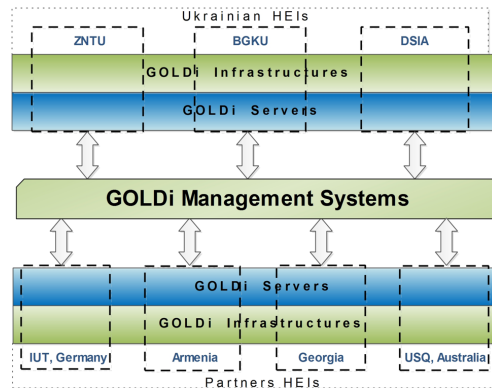 Ukrainian HEIs
ZNTU BGKU DSIA
GOLDi Infrastructures
GOLDi Servers
GOLDi Management Systems
GOLDi Servers
GOLDi Infrastructures
IUT, Germany Armenia Georgia USQ, Australia
Partners HEIs